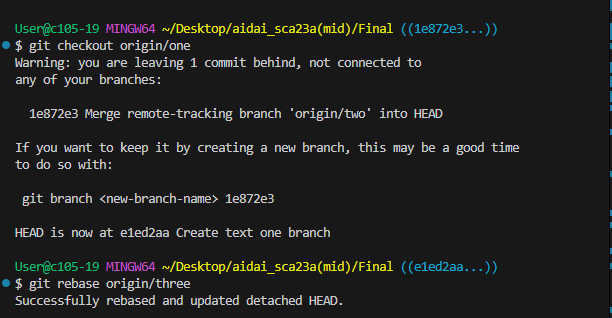 User@c105-19 MINGW64 ~/Desktop/aidai_sca23a(mid)/Final ((1e872e3...))
$ git checkout origin/one
Warning: you are leaving 1 commit behind, not connected to
any of your branches:
1e872e3 Merge remote-tracking branch 'origin/two' into HEAD
If you want to keep it by creating a new branch, this may be a good time
to do so with:
git branch <new-branch-name> 1e872e3
HEAD is now at e1ed2aa Create text one branch
User@c105-19 MINGW64 ~/Desktop/aidai_sca23a(mid)/Final ((e1ed2aa...))
$ git rebase origin/three
Successfully rebased and updated detached HEAD.